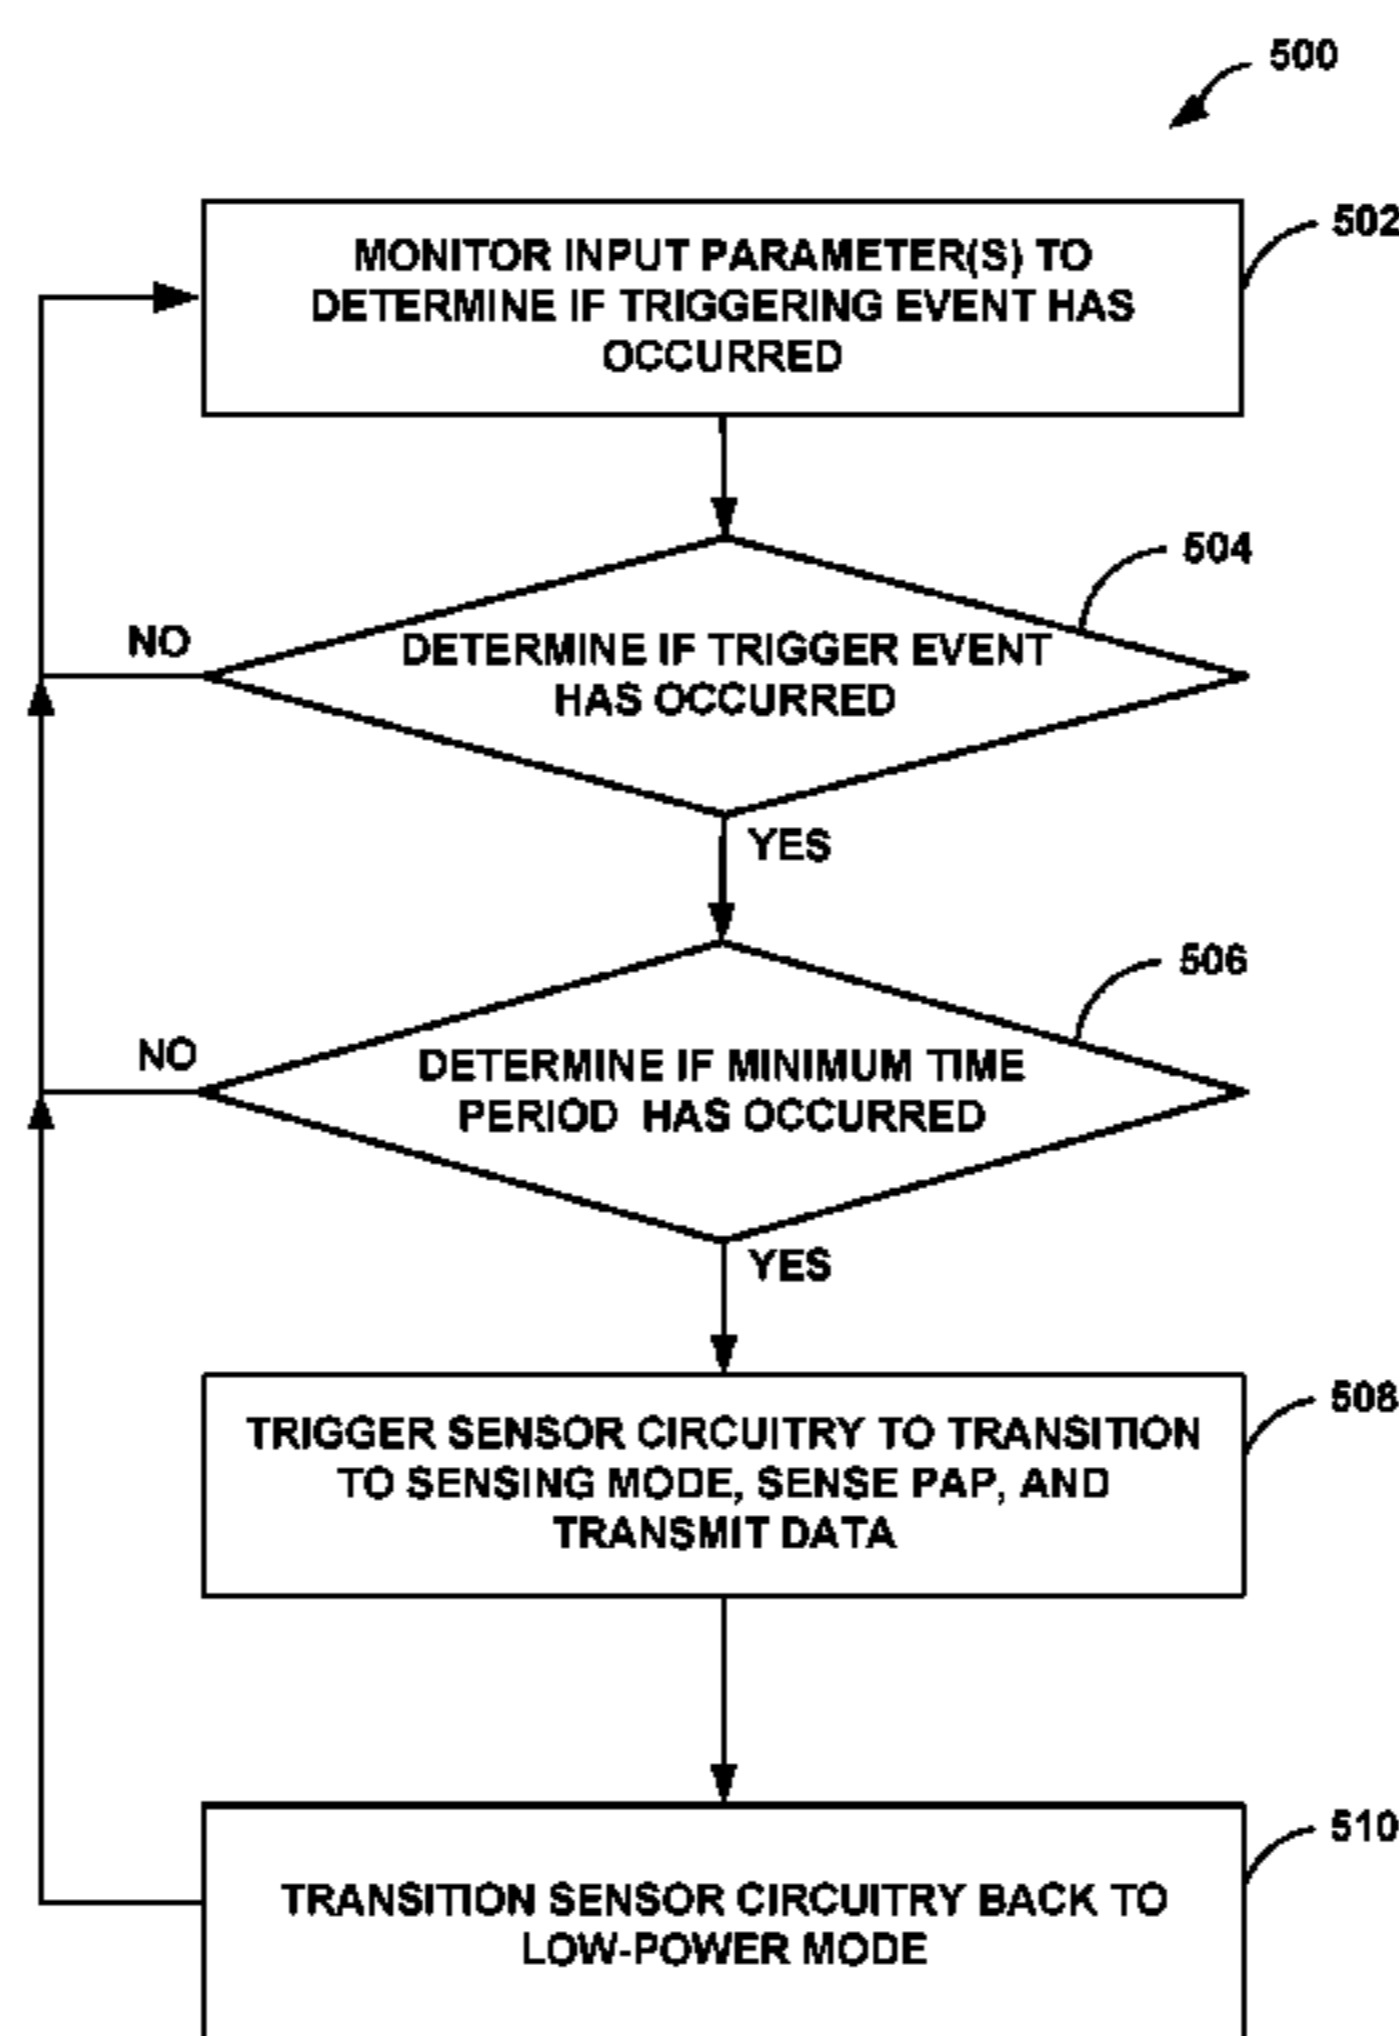 500
502
MONITOR INPUT PARAMETER(S) TO
DETERMINE IF TRIGGERING EVENT HAS
OCCURRED
504
NO
DETERMINE IF TRIGGER EVENT
HAS OCCURRED
YES
506
NO
DETERMINE IF MINIMUM TIME
PERIOD HAS OCCURRED
YES
508
TRIGGER SENSOR CIRCUITRY TO TRANSITION
TO SENSING MODE, SENSE PAP, AND
TRANSMIT DATA
510
TRANSITION SENSOR CIRCUITRY BACK TO
LOW-POWER MODE